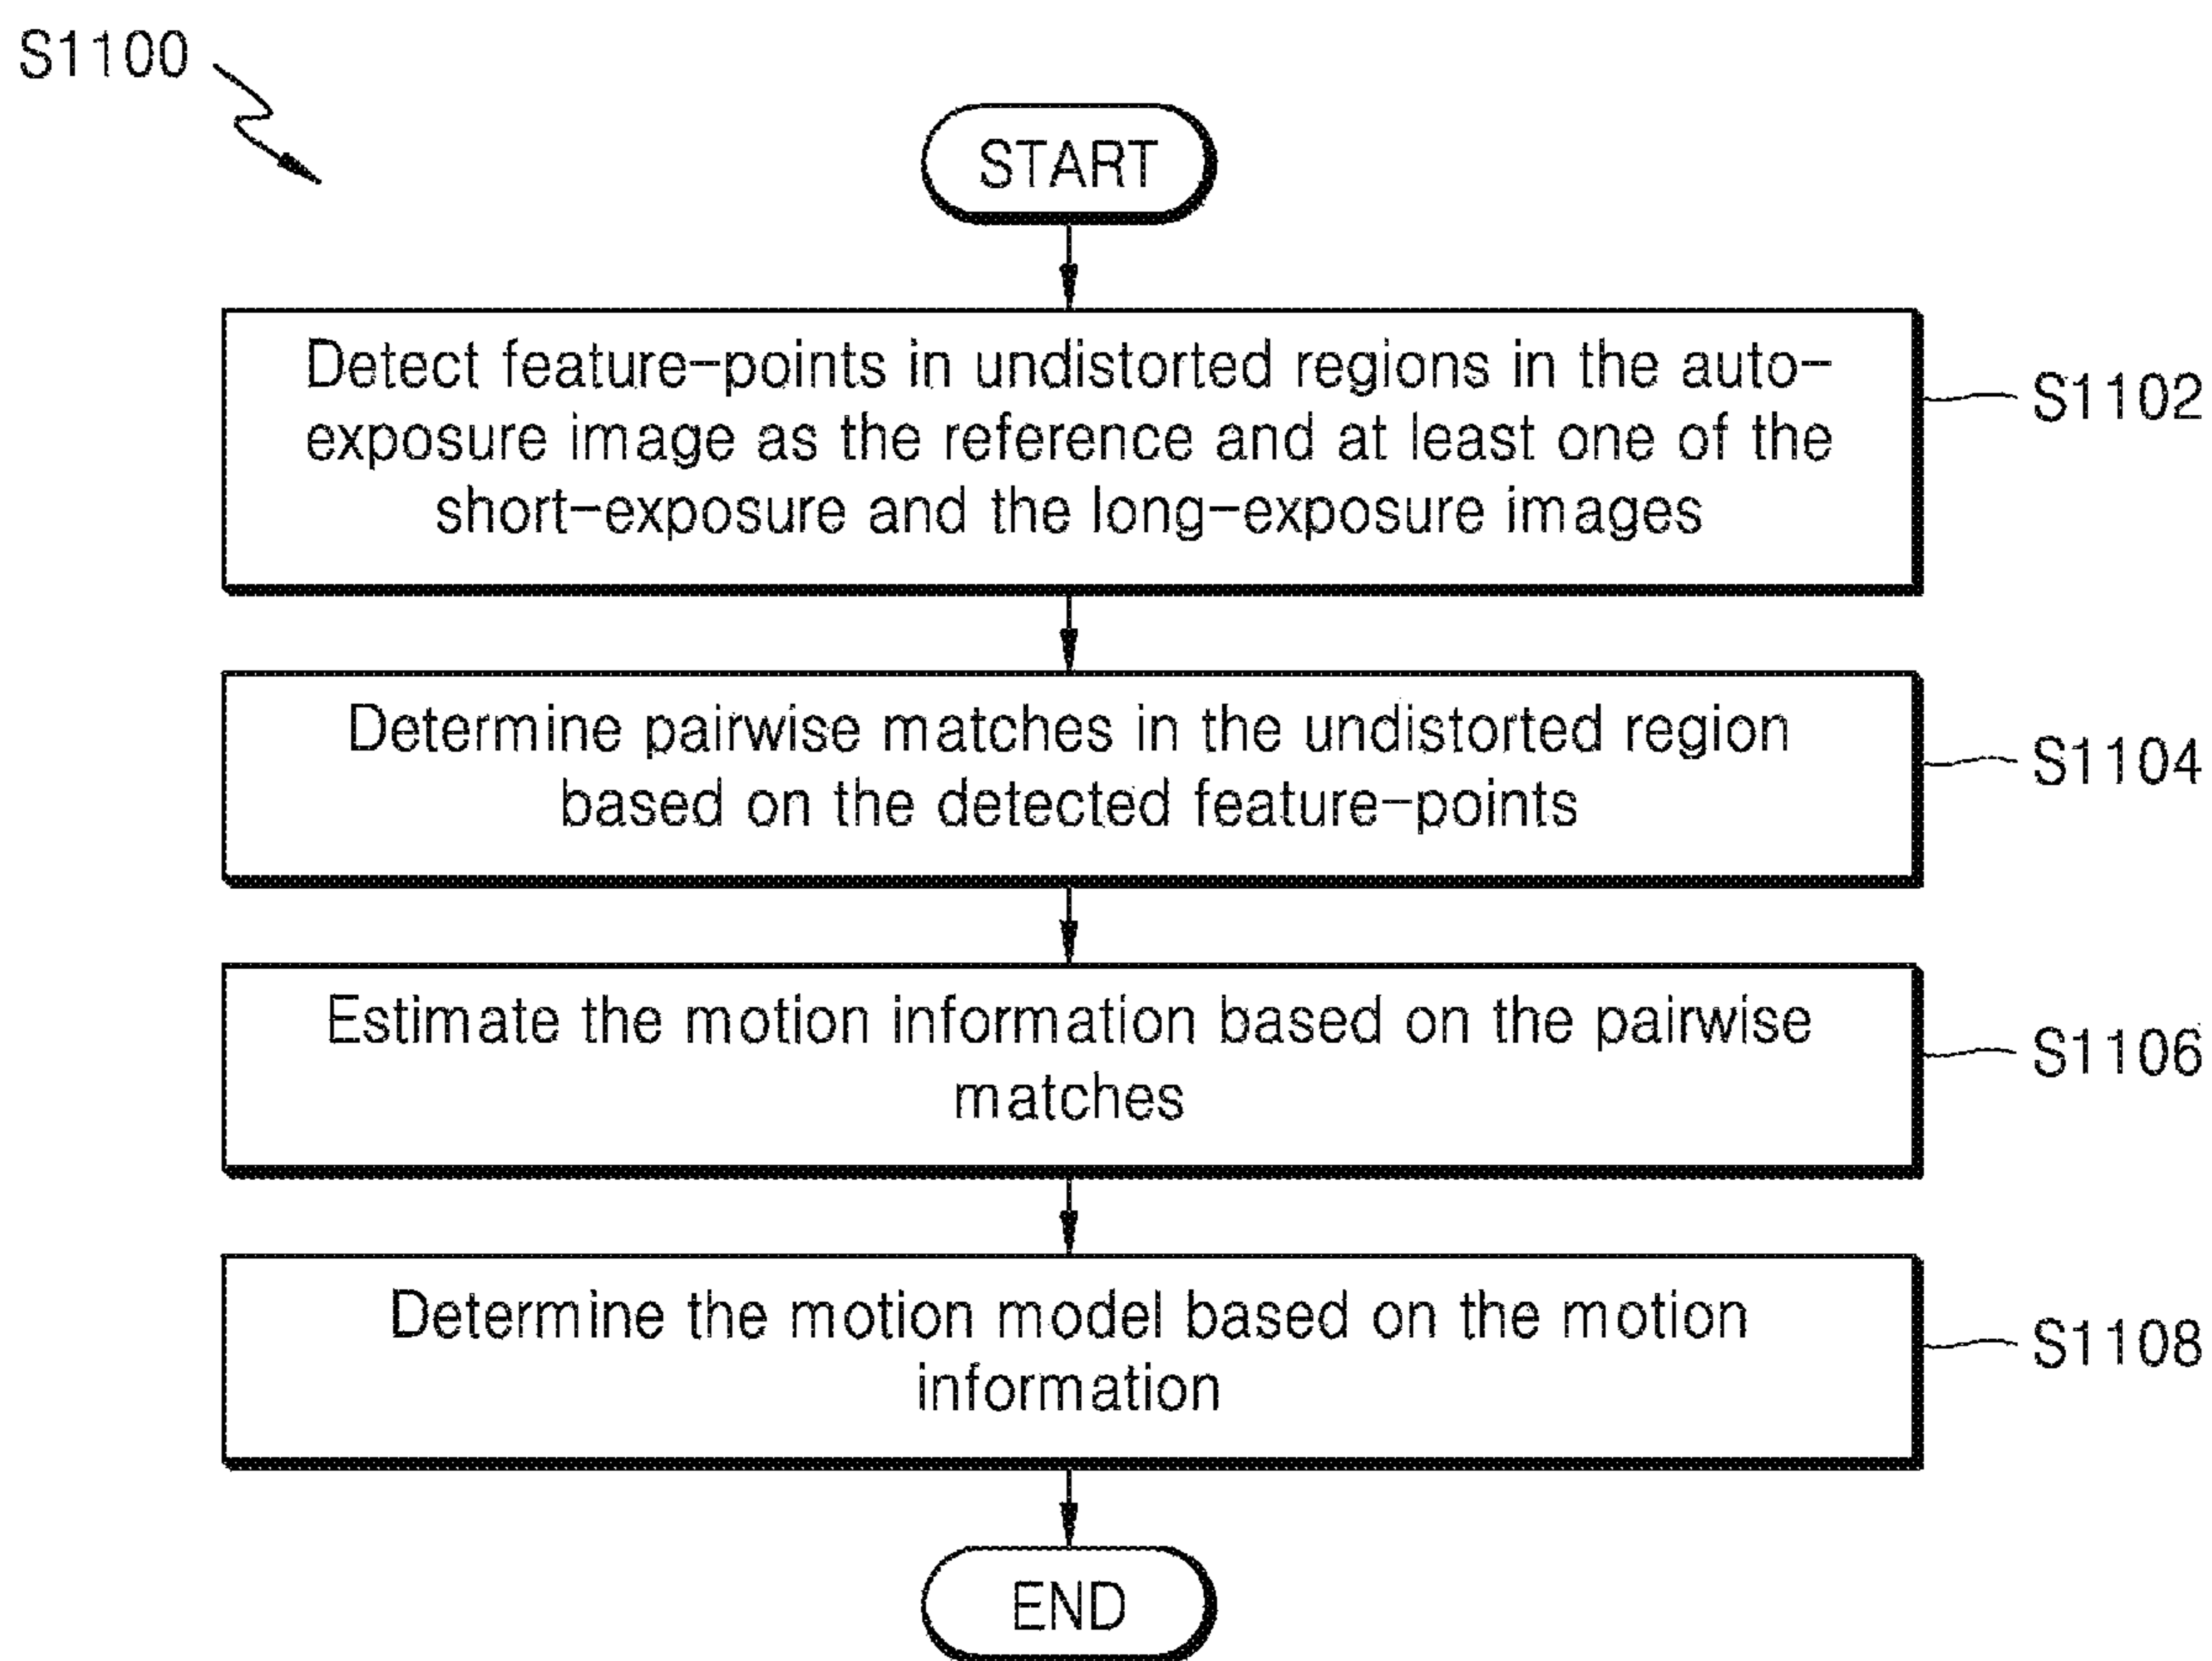 S1100
START
Detect feature-points in undistorted regions in the auto-
exposure image as the reference and at least one of the
short-exposure and the long-exposure images
S1102
Determine pairwise matches in the undistorted region
based on the detected feature-points
S1104
Estimate the motion information based on the pairwise
matches
S1106
Determine the motion model based on the motion
information
S1108
END